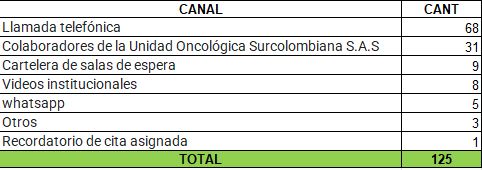 CANAL CANT
Llamada telefónica 68
Colaboradores de la Unidad Oncológica Surcolombiana S.A.S 31
Cartelera de salas de espera 9
Videos institucionales 8
whatsapp 5
Otros 3
Recordatorio de cita asignada 1
TOTAL 125